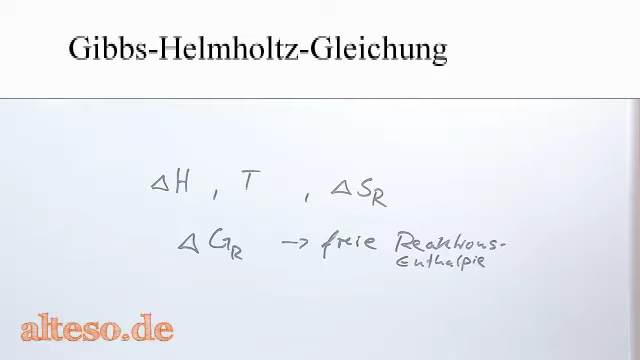 Gibbs-Helmholtz-Gleichung
ΔH , T , ΔS_R
ΔG_R → freie Reaktions-
Enthalpie
alteso.de